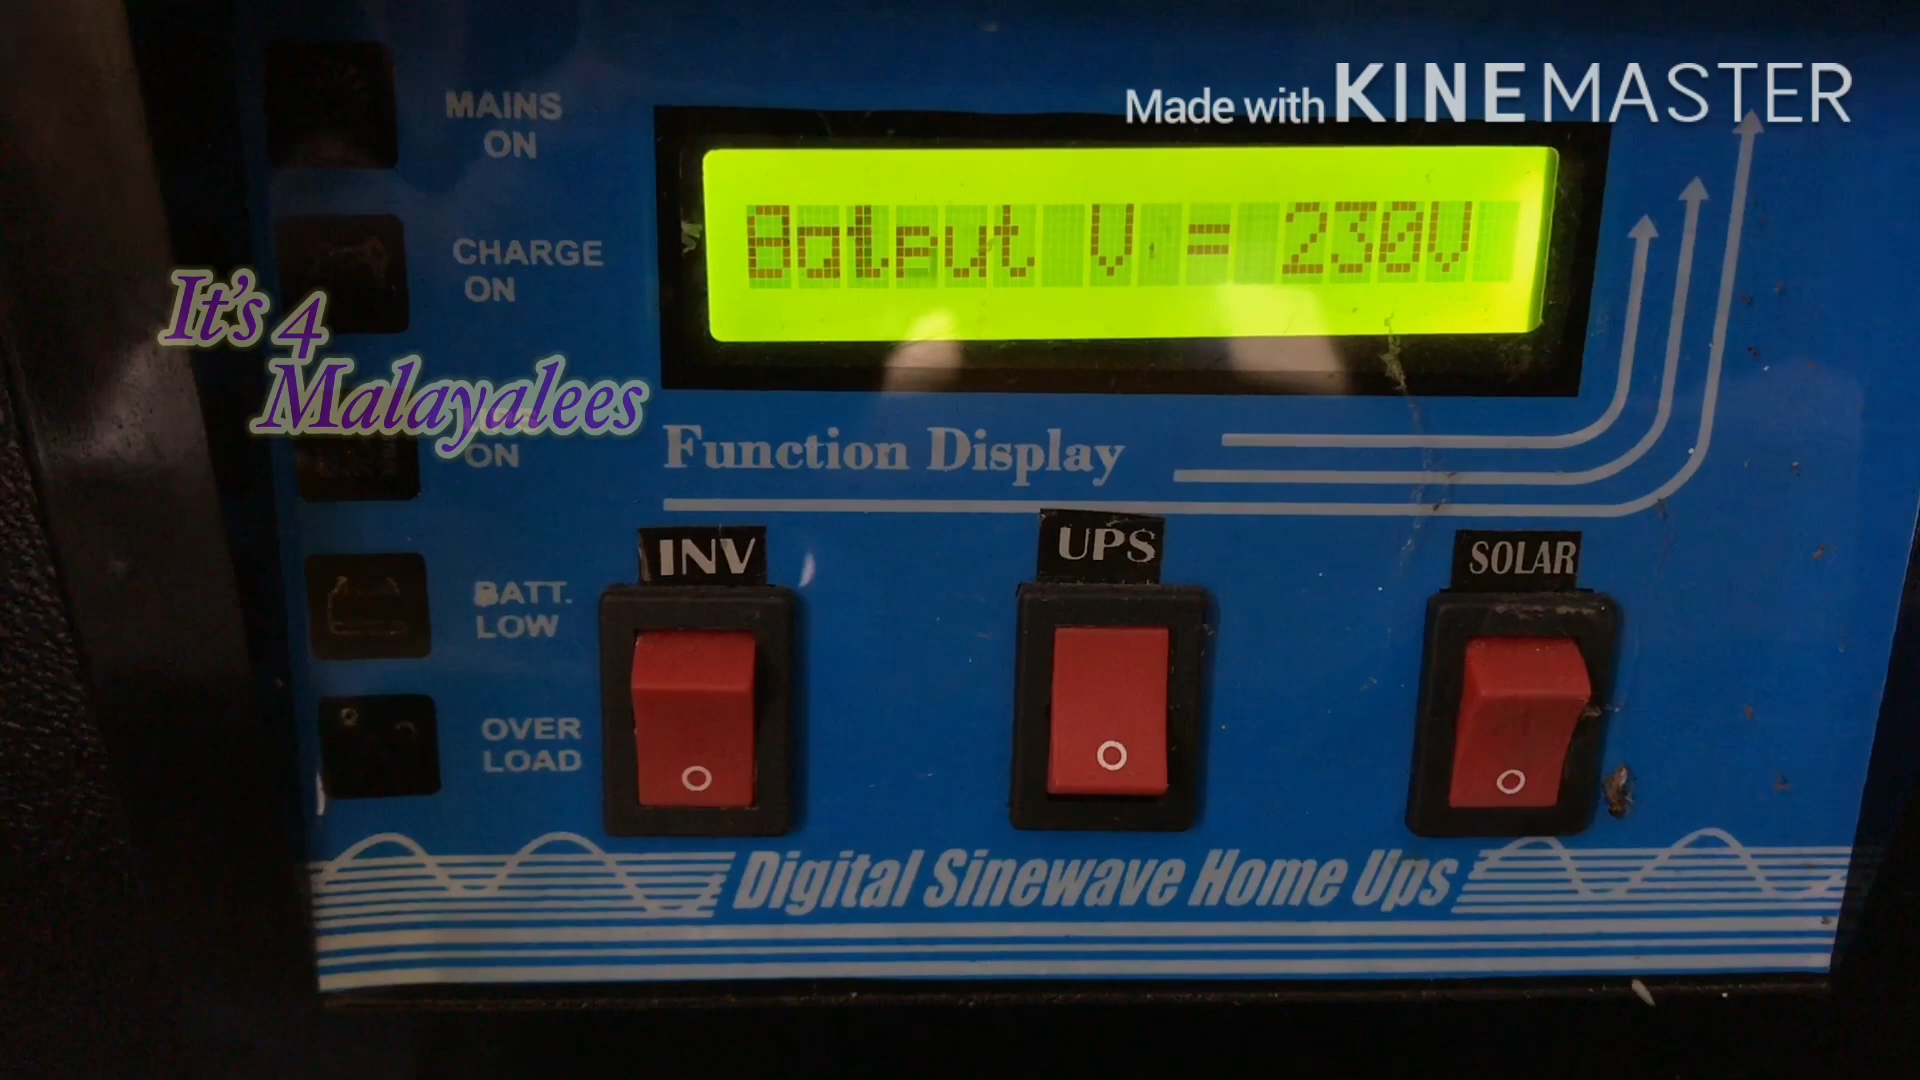 Made with KINEMASTER
MAINS
ON
CHARGE
ON
It's 4
Malayalees
ON
BATT.
LOW
OVER
LOAD
V = 230V
Function Display
INV
UPS
SOLAR
O
O
O
Digital Sinewave Home Ups